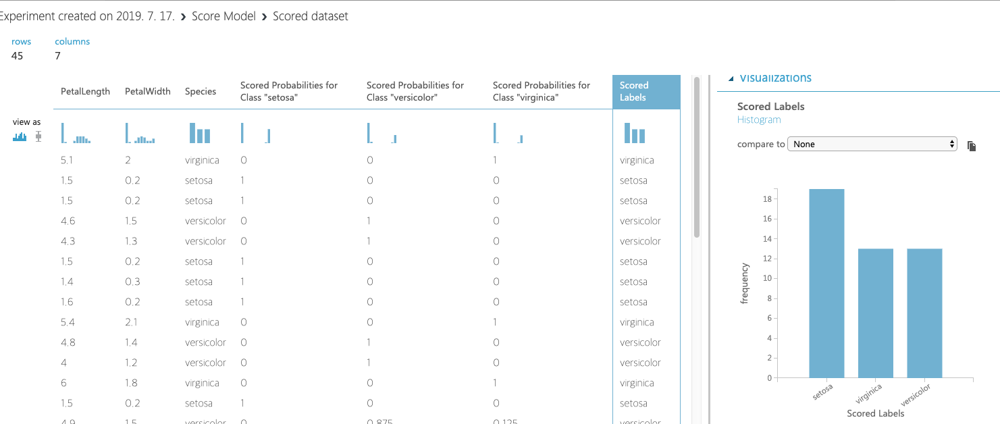 Experiment created on 2019. 7. 17. › Score Model › Scored dataset
rows columns
45 7
view as
PetalLength PetalWidth Species Scored Probabilities for Class "setosa" Scored Probabilities for Class "versicolor" Scored Probabilities for Class "virginica" Scored Labels
5.1 2 virginica 0 0 1 virginica
1.5 0.2 setosa 1 0 0 setosa
1.5 0.2 setosa 1 0 0 setosa
4.6 1.5 versicolor 0 1 0 versicolor
4.3 1.3 versicolor 0 1 0 versicolor
1.5 0.2 setosa 1 0 0 setosa
1.4 0.3 setosa 1 0 0 setosa
1.6 0.2 setosa 1 0 0 setosa
5.4 2.1 virginica 0 0 1 virginica
4.8 1.4 versicolor 0 1 0 versicolor
4 1.2 versicolor 0 1 0 versicolor
6 1.8 virginica 0 0 1 virginica
1.5 0.2 setosa 1 0 0 setosa
4.9 1.5 versicolor 0 0.875 0.125 versicolor
Visualizations
Scored Labels
Histogram
compare to None
frequency
18
16
14
12
10
8
6
4
2
0
setosa virginica versicolor
Scored Labels